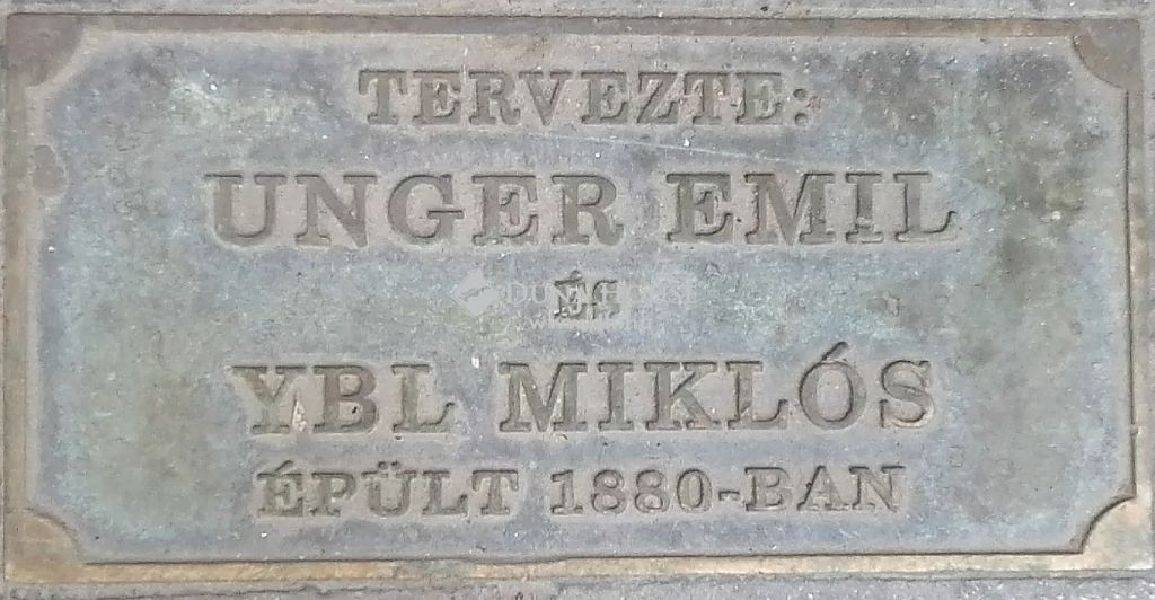 TERVEZTE:
UNGER EMIL
ÉS
YBL MIKLÓS
ÉPÜLT 1880-BAN